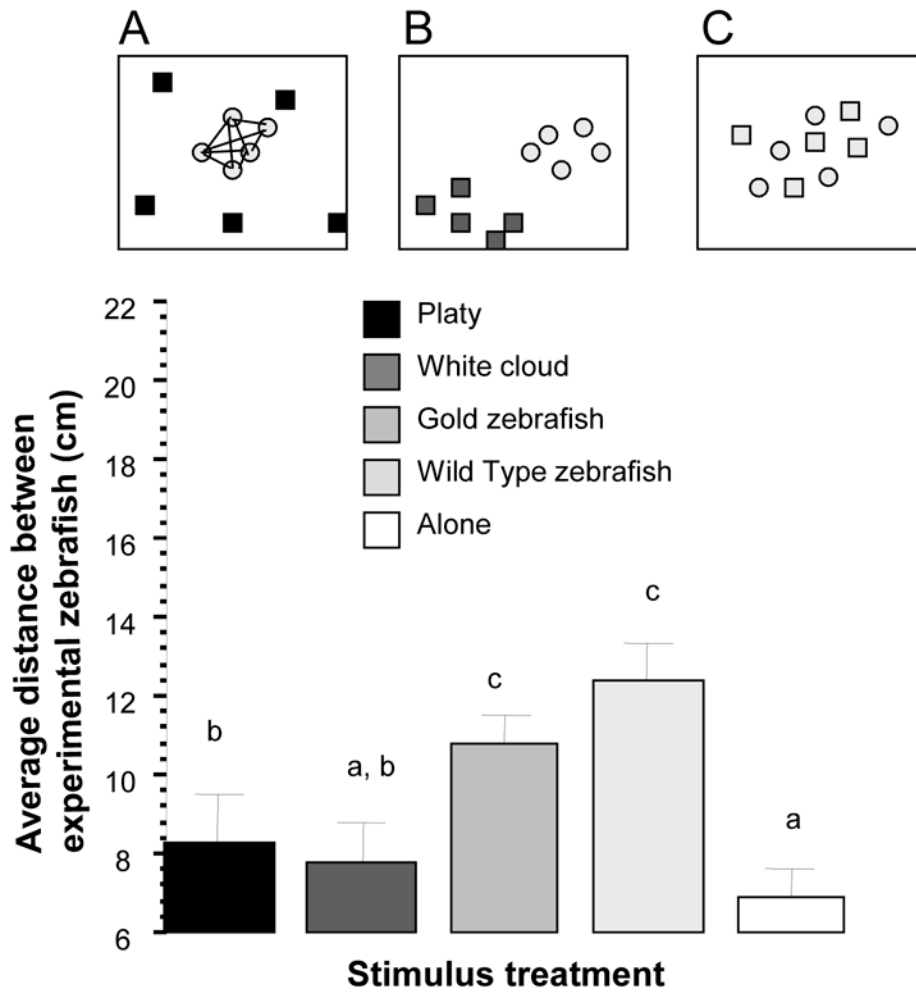 A
B
C
22
20
18
16
14
12
10
8
6
Average distance between
experimental zebrafish (cm)
Platy
White cloud
Gold zebrafish
Wild Type zebrafish
Alone
b
a, b
c
c
a
Stimulus treatment